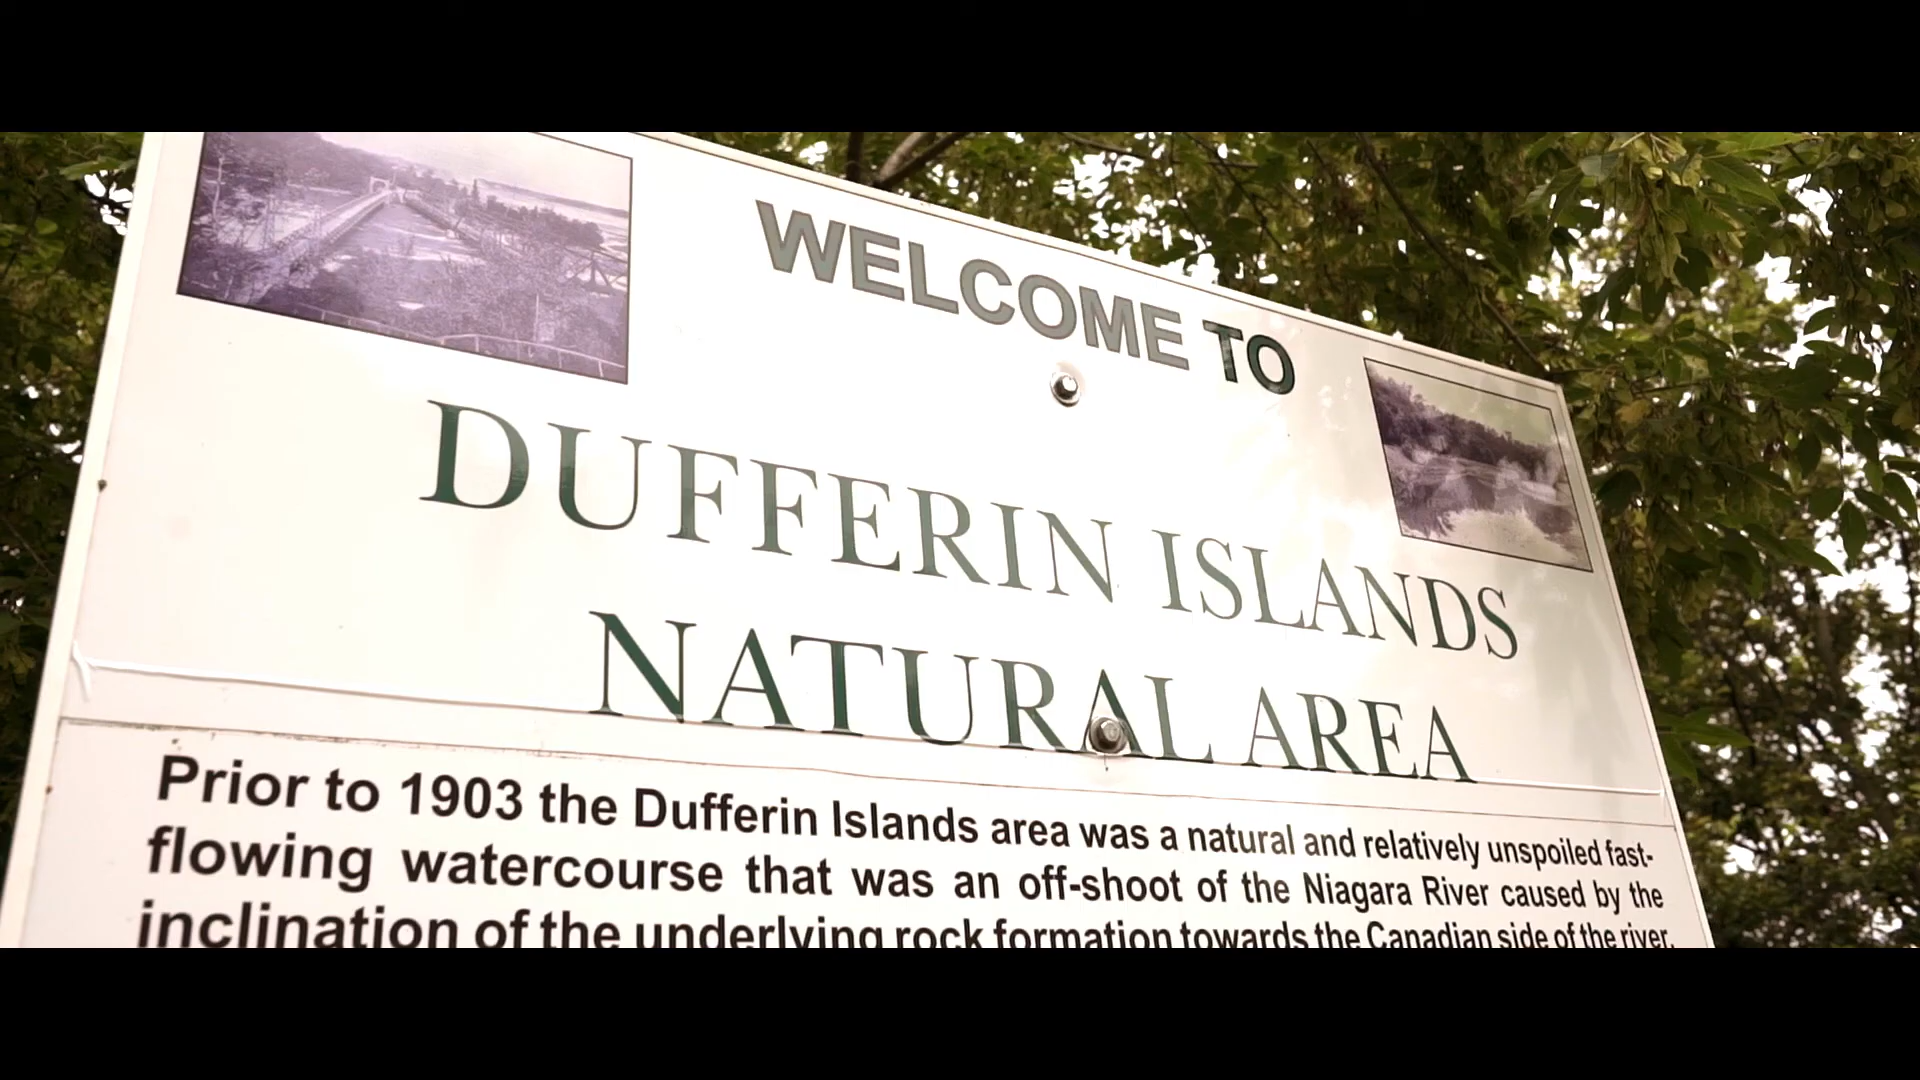 WELCOME TO
DUFFERIN ISLANDS
NATURAL AREA
Prior to 1903 the Dufferin Islands area was a natural and relatively unspoiled fast-
flowing watercourse that was an off-shoot of the Niagara River caused by the
inclination of the underlying rock formation towards the Canadian side of the river.